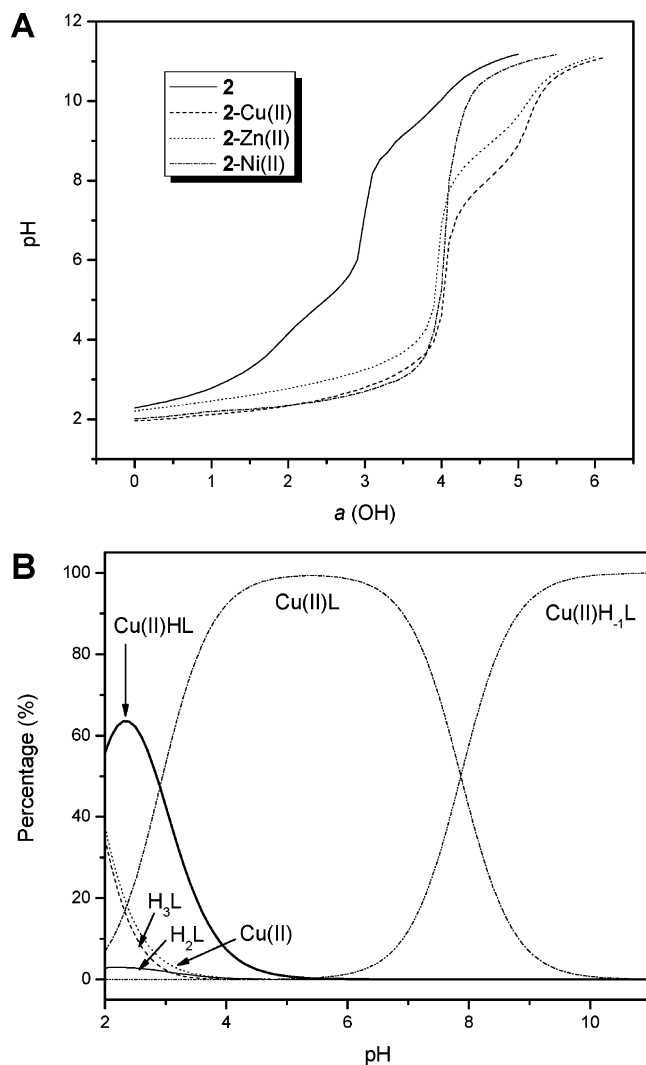 A
12
10
8
6
4
2
pH
2
2-Cu(II)
2-Zn(II)
2-Ni(II)
0 1 2 3 4 5 6
a (OH)
B
100
80
60
40
20
0
Percentage (%)
Cu(II)HL
Cu(II)L
Cu(II)H-1L
H3L
H2L
Cu(II)
2 4 6 8 10
pH